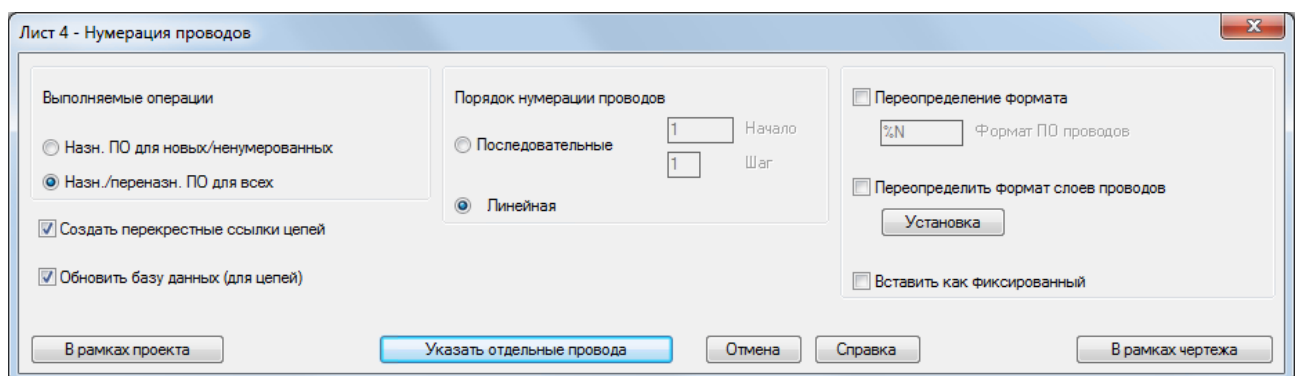 Лист 4 - Нумерация проводов
Выполняемые операции
Назн. ПО для новых/ненумерованных
Назн./переназн. ПО для всех
Создать перекрестные ссылки цепей
Обновить базу данных (для цепей)
Порядок нумерации проводов
Последовательные
1 Начало
1 Шаг
Линейная
Переопределение формата
%N Формат ПО проводов
Переопределить формат слоев проводов
Установка
Вставить как фиксированный
В рамках проекта
Указать отдельные провода
Отмена
Справка
В рамках чертежа